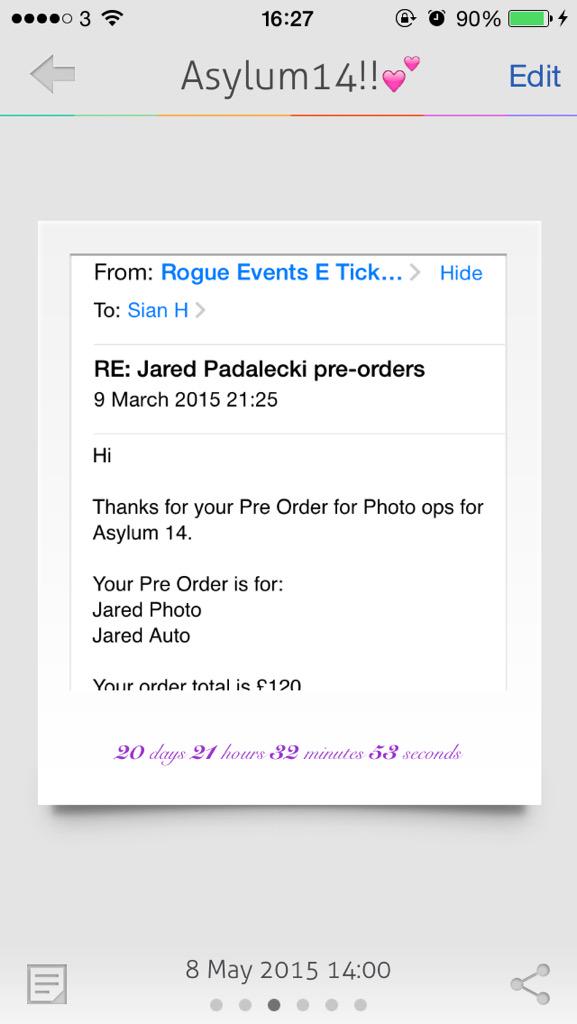 3 16:27 90%
Asylum14!!💕 Edit
From: Rogue Events E Tick... Hide
To: Sian H
RE: Jared Padalecki pre-orders
9 March 2015 21:25
Hi
Thanks for your Pre Order for Photo ops for
Asylum 14.
Your Pre Order is for:
Jared Photo
Jared Auto
Your order total is £120
20 days 21 hours 32 minutes 53 seconds
8 May 2015 14:00